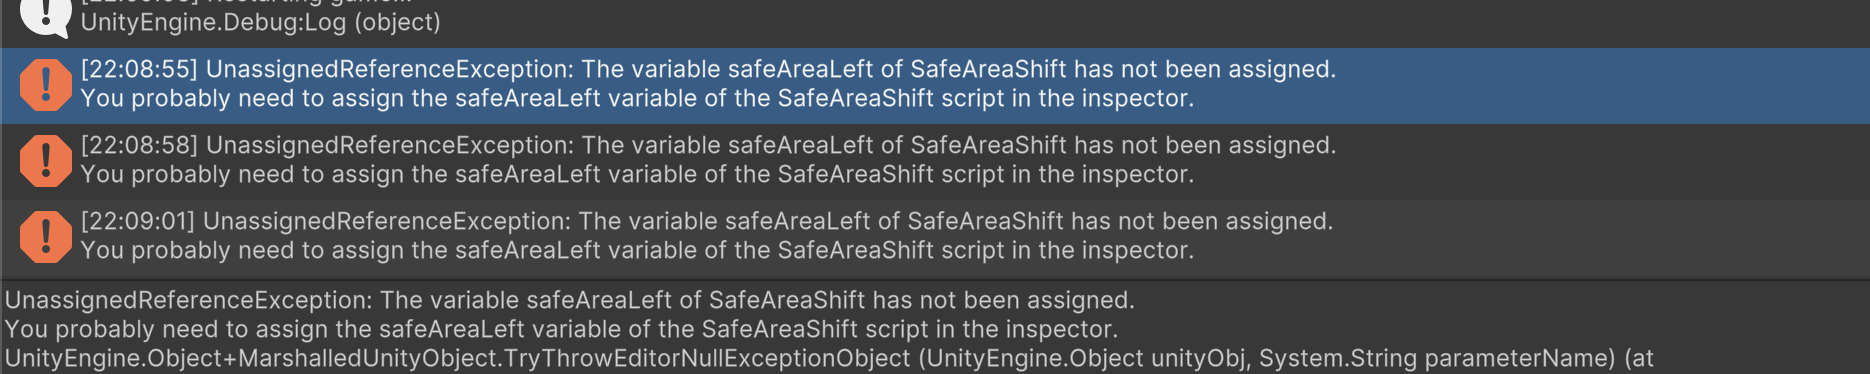 UnityEngine.Debug:Log (object)
[22:08:55] UnassignedReferenceException: The variable safeAreaLeft of SafeAreaShift has not been assigned.
You probably need to assign the safeAreaLeft variable of the SafeAreaShift script in the inspector.
[22:08:58] UnassignedReferenceException: The variable safeAreaLeft of SafeAreaShift has not been assigned.
You probably need to assign the safeAreaLeft variable of the SafeAreaShift script in the inspector.
[22:09:01] UnassignedReferenceException: The variable safeAreaLeft of SafeAreaShift has not been assigned.
You probably need to assign the safeAreaLeft variable of the SafeAreaShift script in the inspector.
UnassignedReferenceException: The variable safeAreaLeft of SafeAreaShift has not been assigned.
You probably need to assign the safeAreaLeft variable of the SafeAreaShift script in the inspector.
UnityEngine.Object+MarshalledUnityObject.TryThrowEditorNullExceptionObject (UnityEngine.Object unityObj, System.String parameterName) (at